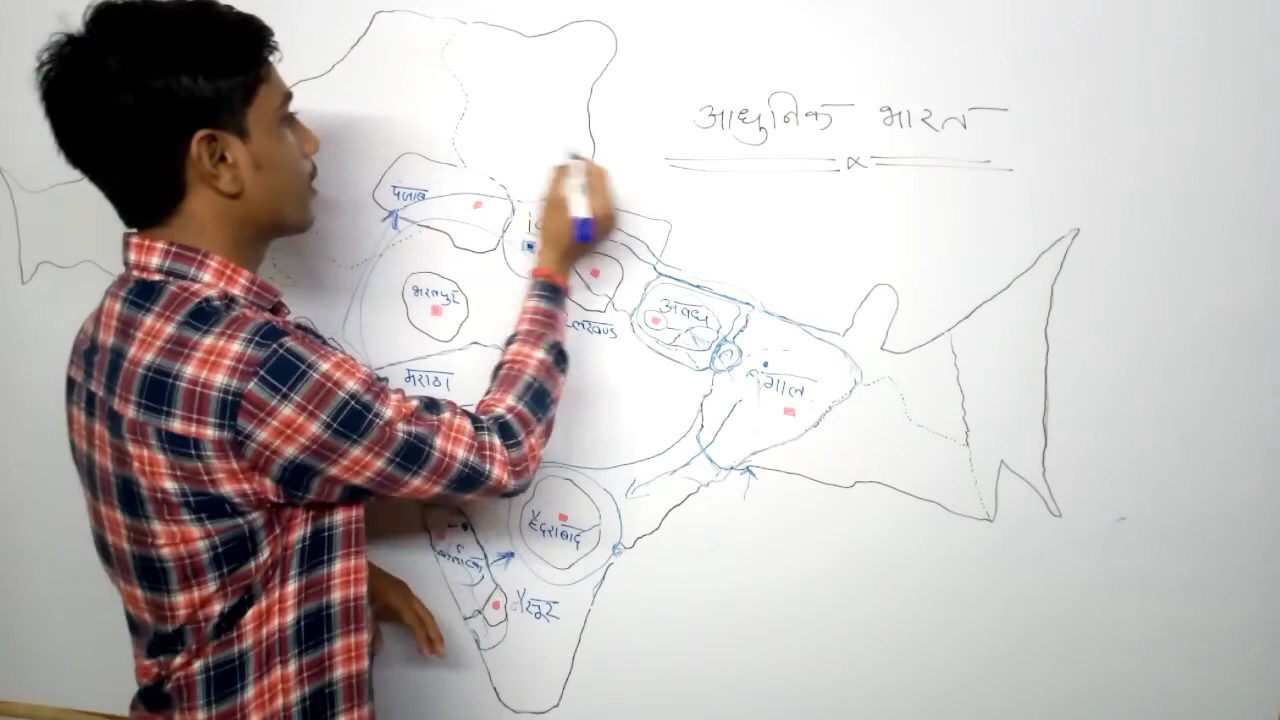 आधुनिक भारत
पंजाब
भरतपुर
अवध
मराठा
बंगाल
हैदराबाद
मैसूर